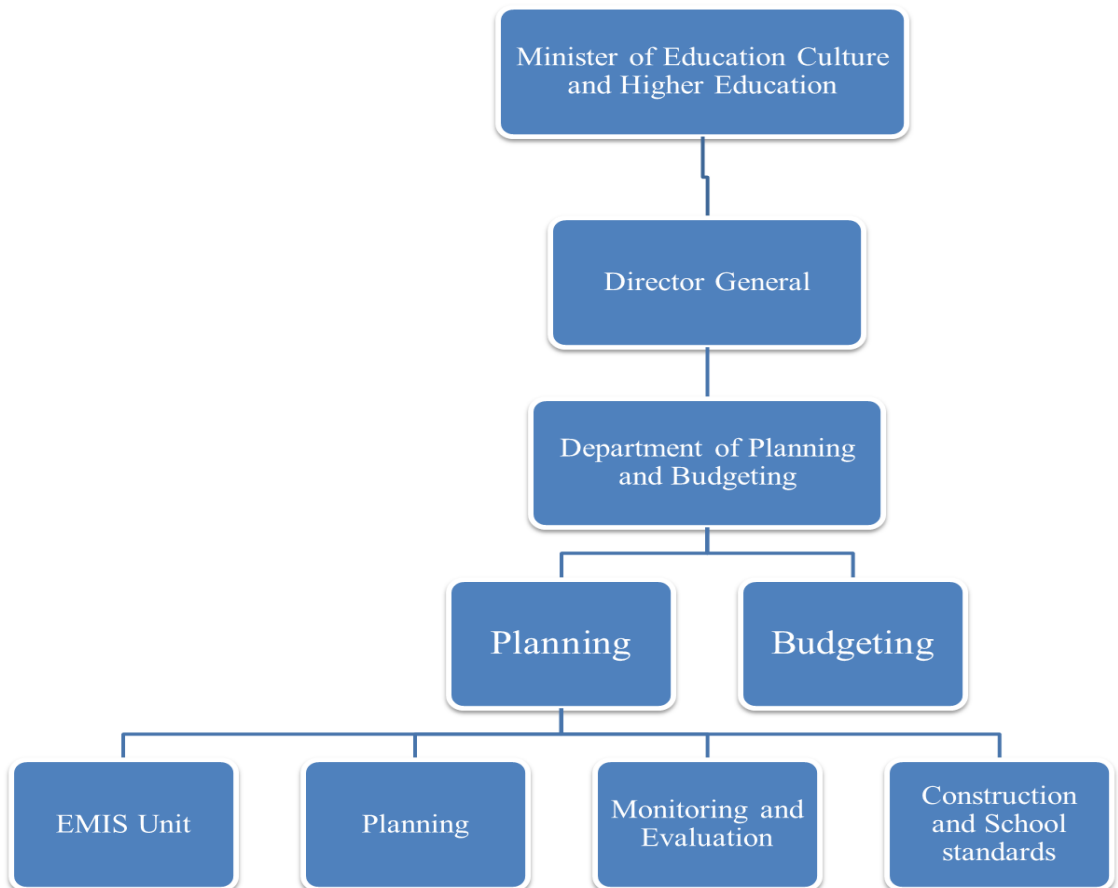 Minister of Education Culture
and Higher Education
Director General
Department of Planning
and Budgeting
Planning
Budgeting
EMIS Unit
Planning
Monitoring and
Evaluation
Construction
and School
standards